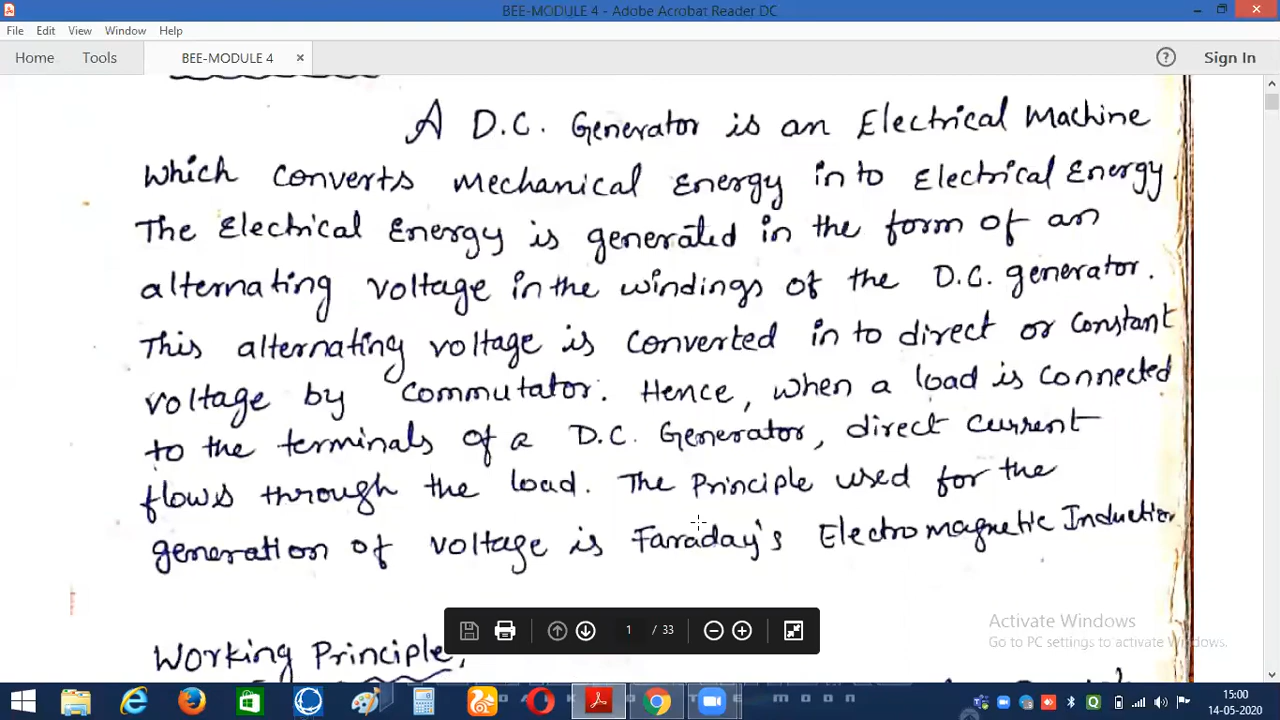 BEE-MODULE 4 - Adobe Acrobat Reader DC
File Edit View Window Help
Home Tools BEE-MODULE 4 × Sign In
A D.C. Generator is an Electrical Machine
Which Converts Mechanical Energy in to Electrical Energy.
The Electrical Energy is generated in the form of an
alternating voltage in the windings of the D.C. generator.
This alternating voltage is Converted in to direct or Constant
voltage by Commutator. Hence, when a load is connected
to the terminals of a D.C. Generator, direct current
flows through the load. The Principle used for the
generation of voltage is Faraday's Electromagnetic Induction
1 / 33
Activate Windows
Go to PC settings to activate Windows.
Working Principle:
15:00
14-05-2020